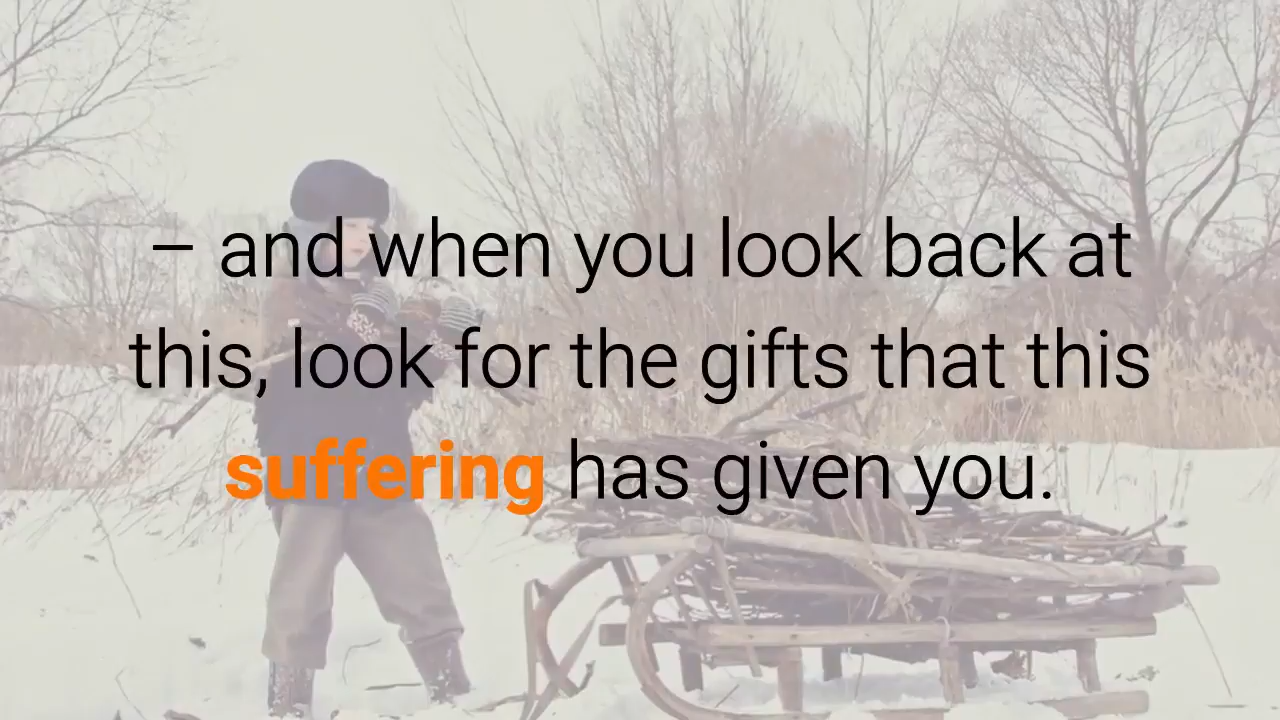 – and when you look back at
this, look for the gifts that this
suffering has given you.